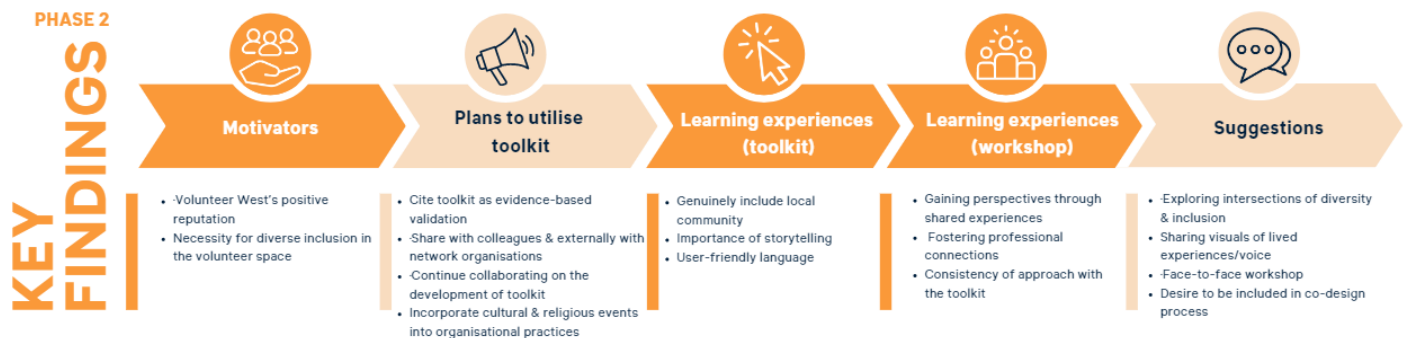 PHASE 2
KEY
FINDINGS
Motivators
·Volunteer West's positive
reputation
Necessity for diverse inclusion in
the volunteer space
Plans to utilise
toolkit
Cite toolkit as evidence-based
validation
·Share with colleagues & externally with
network organisations
·Continue collaborating on the
development of toolkit
Incorporate cultural & religious events
into organisational practices
Learning experiences
(toolkit)
Genuinely include local
community
Importance of storytelling
User-friendly language
Learning experiences
(workshop)
Gaining perspectives through
shared experiences
Fostering professional
connections
Consistency of approach with
the toolkit
Suggestions
·Exploring intersections of diversity
& inclusion
Sharing visuals of lived
experiences/voice
·Face-to-face workshop
Desire to be included in co-design
process